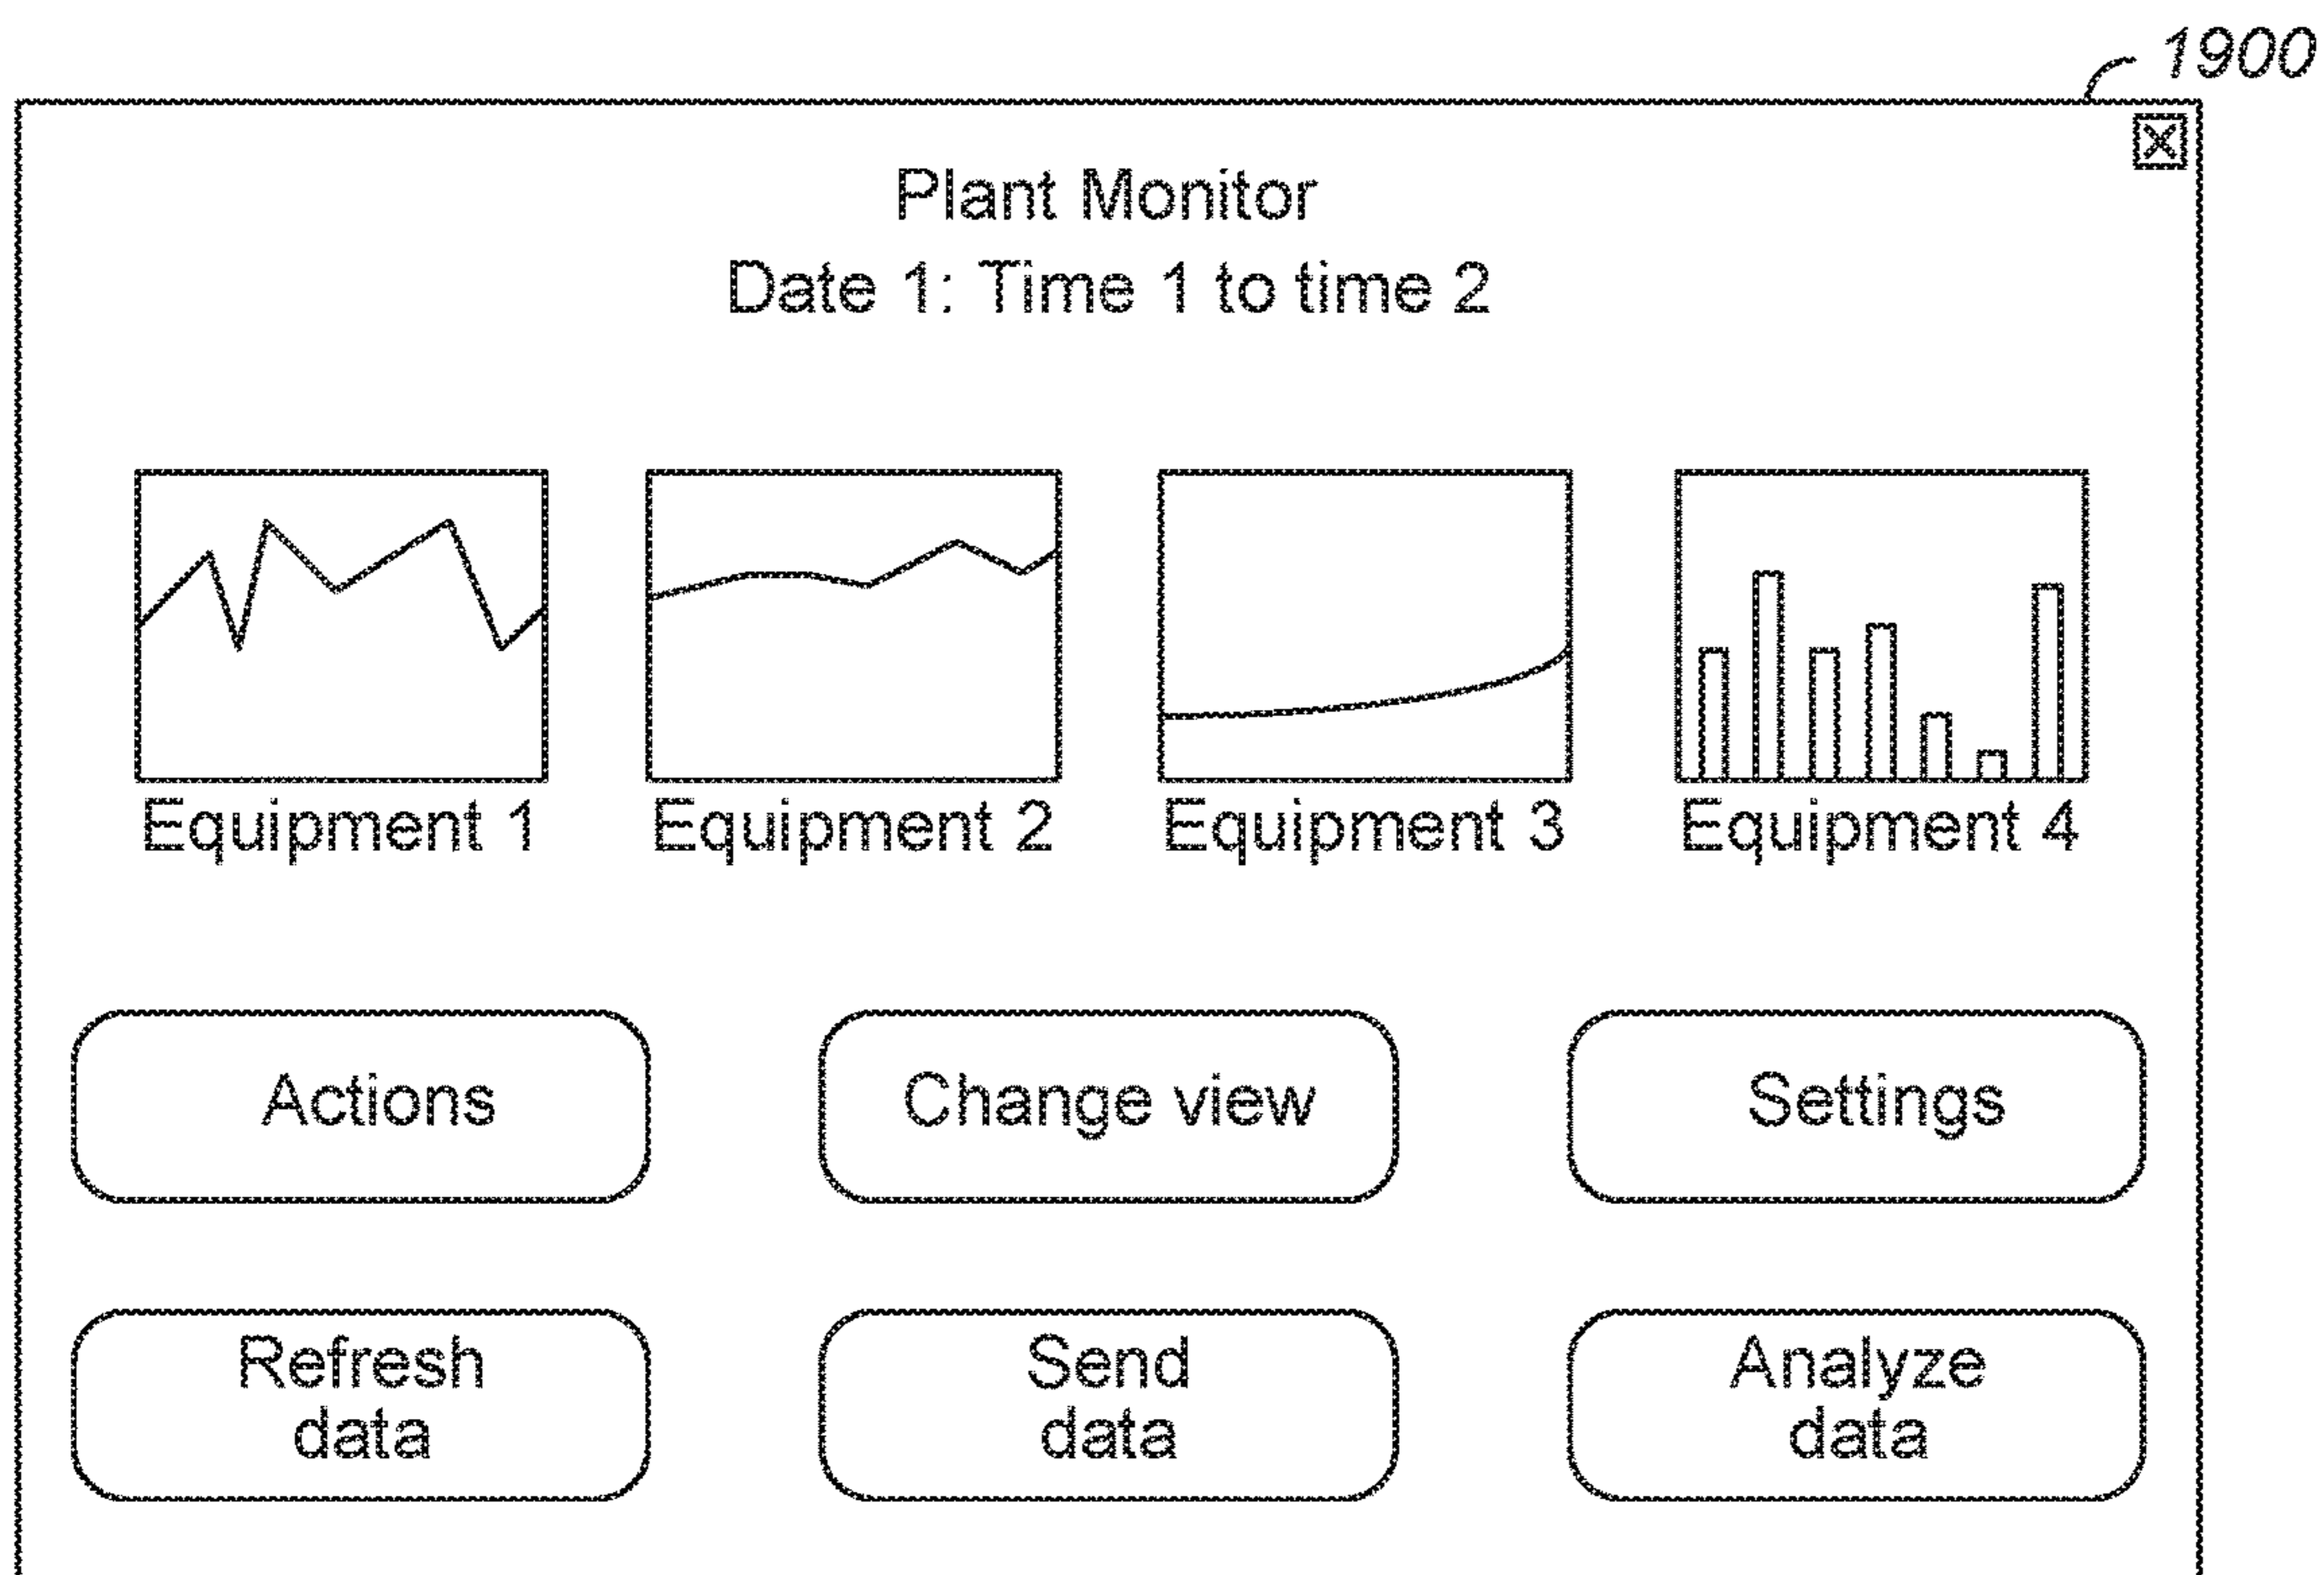 1900
Plant Monitor
Date 1: Time 1 to time 2
Equipment 1 Equipment 2 Equipment 3 Equipment 4
Actions Change view Settings
Refresh data
Send data
Analyze data